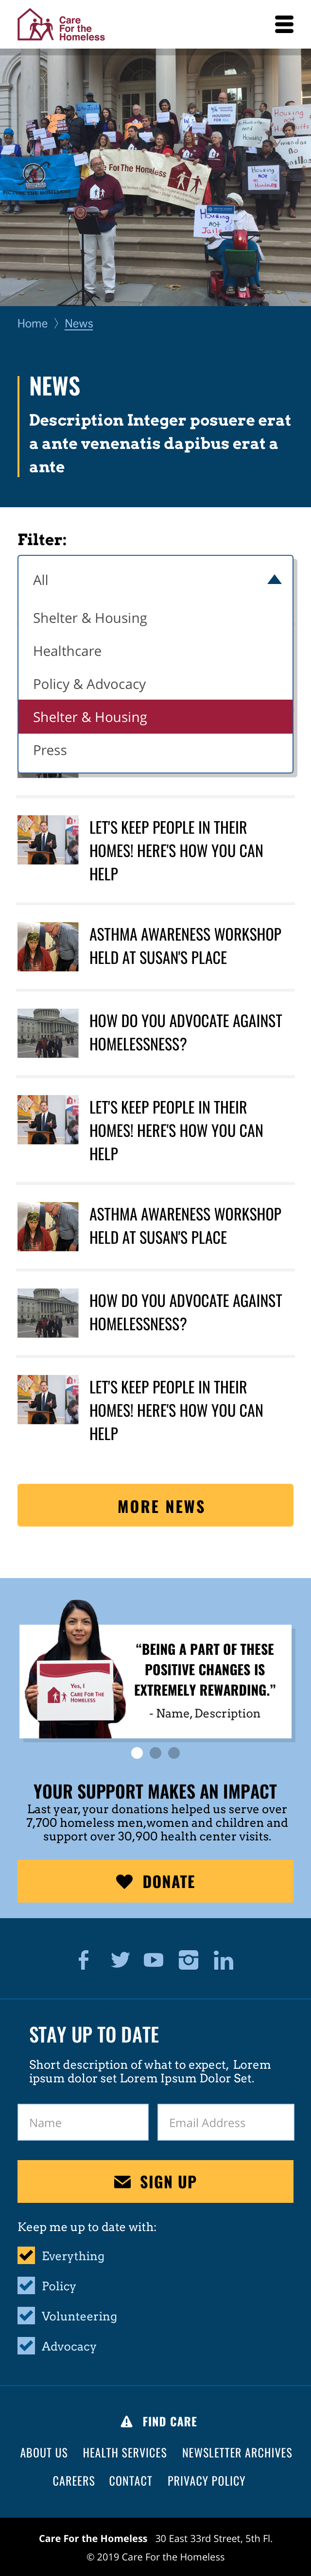 Care
For the
Homeless
Care For The Homeless
Housing
not
Jails
Housing
not
Home 〉 News
NEWS
Description Integer posuere erat
a ante venenatis dapibus erat a
ante
Filter:
All
Shelter & Housing
Healthcare
Policy & Advocacy
Shelter & Housing
Press
LET'S KEEP PEOPLE IN THEIR
HOMES! HERE'S HOW YOU CAN
HELP
ASTHMA AWARENESS WORKSHOP
HELD AT SUSAN'S PLACE
HOW DO YOU ADVOCATE AGAINST
HOMELESSNESS?
LET'S KEEP PEOPLE IN THEIR
HOMES! HERE'S HOW YOU CAN
HELP
ASTHMA AWARENESS WORKSHOP
HELD AT SUSAN'S PLACE
HOW DO YOU ADVOCATE AGAINST
HOMELESSNESS?
LET'S KEEP PEOPLE IN THEIR
HOMES! HERE'S HOW YOU CAN
HELP
MORE NEWS
Yes, I
CARE FOR THE
HOMELESS
“BEING A PART OF THESE
POSITIVE CHANGES IS
EXTREMELY REWARDING.”
- Name, Description
YOUR SUPPORT MAKES AN IMPACT
Last year, your donations helped us serve over
7,700 homeless men,women and children and
support over 30,900 health center visits.
DONATE
STAY UP TO DATE
Short description of what to expect, Lorem
ipsum dolor set Lorem Ipsum Dolor Set.
Name Email Address
SIGN UP
Keep me up to date with:
Everything
Policy
Volunteering
Advocacy
FIND CARE
ABOUT US HEALTH SERVICES NEWSLETTER ARCHIVES
CAREERS CONTACT PRIVACY POLICY
Care For the Homeless 30 East 33rd Street, 5th Fl.
© 2019 Care For the Homeless